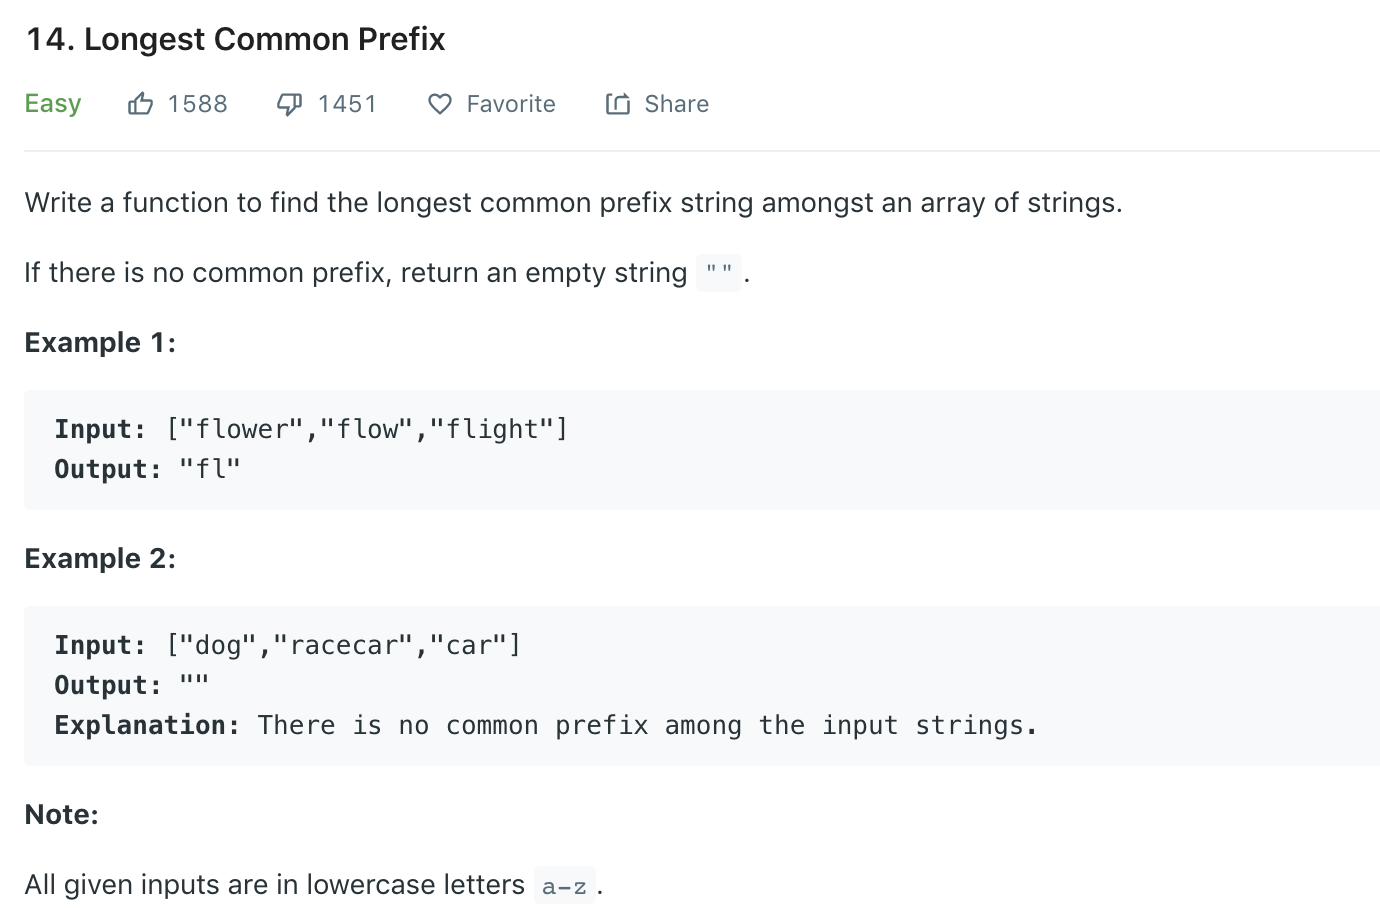 14. Longest Common Prefix
Easy 1588 1451 Favorite Share
Write a function to find the longest common prefix string amongst an array of strings.
If there is no common prefix, return an empty string "".
Example 1:
Input: ["flower","flow","flight"]
Output: "fl"
Example 2:
Input: ["dog","racecar","car"]
Output: ""
Explanation: There is no common prefix among the input strings.
Note:
All given inputs are in lowercase letters a-z.